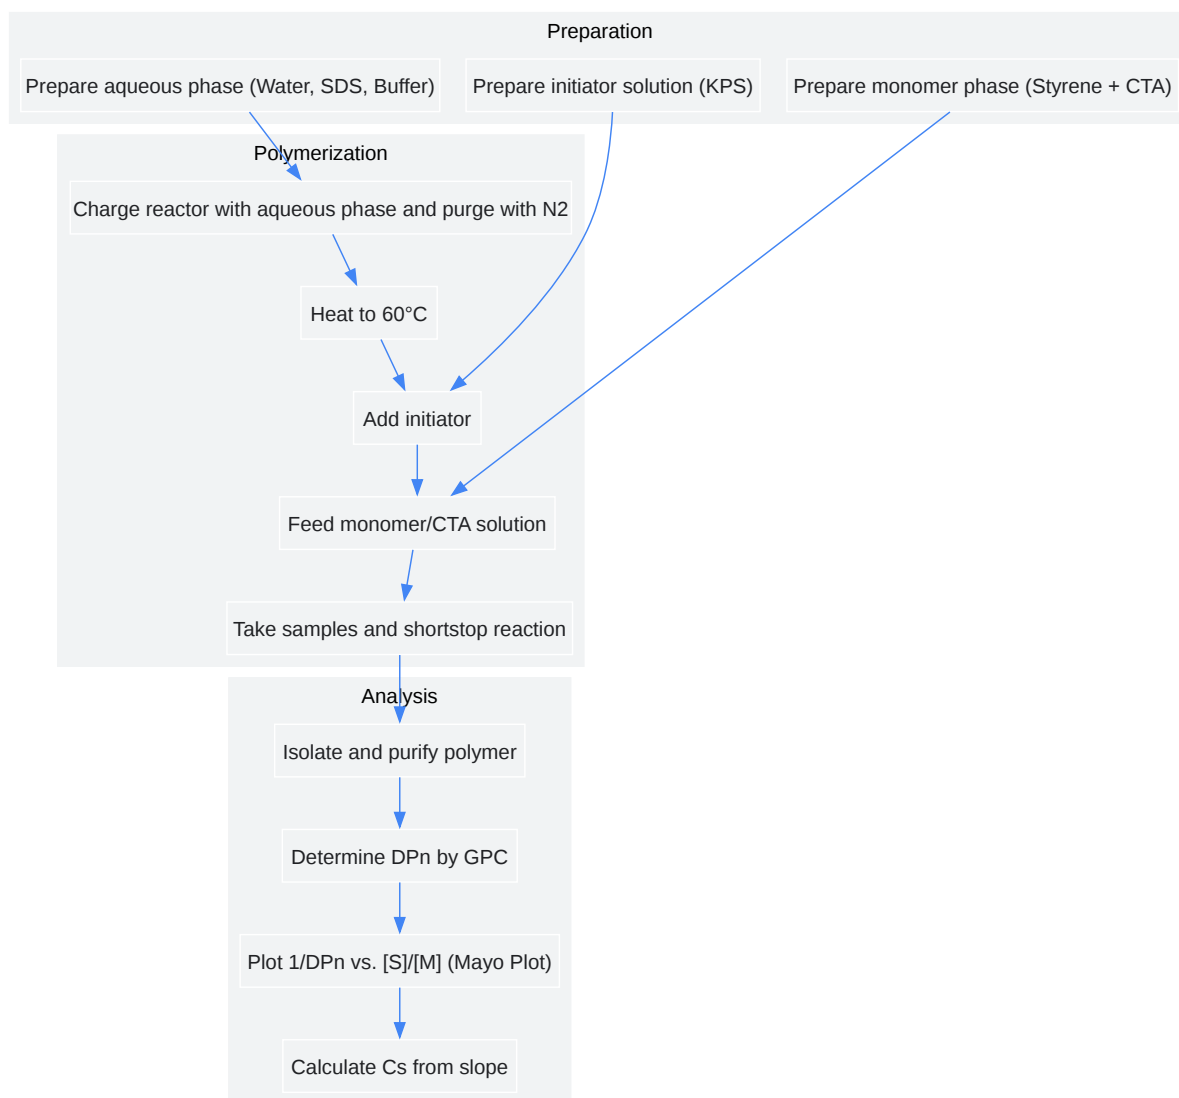 Preparation
Prepare aqueous phase (Water, SDS, Buffer)
Prepare initiator solution (KPS)
Prepare monomer phase (Styrene + CTA)
Polymerization
Charge reactor with aqueous phase and purge with N2
Heat to 60°C
Add initiator
Feed monomer/CTA solution
Take samples and shortstop reaction
Analysis
Isolate and purify polymer
Determine DPn by GPC
Plot 1/DPn vs. [S]/[M] (Mayo Plot)
Calculate Cs from slope